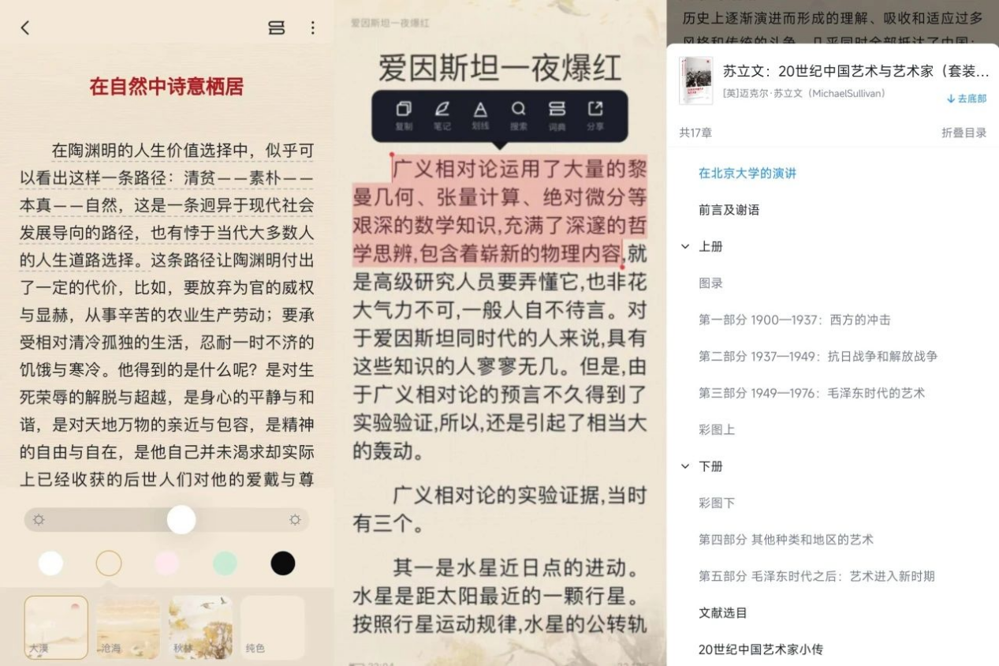 在自然中诗意栖居
在陶渊明的人生价值选择中，似乎可
以看出这样一条路径：清贫——素朴——
本真——自然，这是一条迥异于现代社会
发展导向的路径，也有悖于当代大多数人
的人生道路选择。这条路径让陶渊明付出
了一定的代价，比如，要放弃为官的威权
与显赫，从事辛苦的农业生产劳动；要承
受相对清冷孤独的生活，忍耐一时不济的
饥饿与寒冷。他得到的是什么呢？是对生
死荣辱的解脱与超越，是身心的平静与和
谐，是对天地万物的亲近与包容，是精神
的自由与自在，是他自己并未渴求却实际
上已经收获的后世人们对他的爱戴与尊
大漠
沧海
秋林
纯色
爱因斯坦一夜爆红
爱因斯坦一夜爆红
复制 笔记 划线 搜索 词典 分享
广义相对论运用了大量的黎
曼几何、张量计算、绝对微分等
艰深的数学知识,充满了深邃的哲
学思辨,包含着崭新的物理内容,就
是高级研究人员要弄懂它,也非花
大气力不可,一般人自不待言。对
于爱因斯坦同时代的人来说,具有
这些知识的人寥寥无几。但是,由
于广义相对论的预言不久得到了
实验验证,所以,还是引起了相当大
的轰动。
广义相对论的实验证据,当时
有三个。
其一是水星近日点的进动。
水星是距太阳最近的一颗行星。
按照行星运动规律,水星的公转轨
历史上逐渐演进而形成的理解、吸收和适应过多
风格和传统的斗争，几乎同时全部抵达了中国；
苏立文：20世纪中国艺术与艺术家（套装...
[英]迈克尔·苏立文（MichaelSullivan）
去底部
共17章
折叠目录
在北京大学的演讲
前言及谢语
上册
图录
第一部分 1900—1937：西方的冲击
第二部分 1937—1949：抗日战争和解放战争
第三部分 1949—1976：毛泽东时代的艺术
彩图上
下册
彩图下
第四部分 其他种类和地区的艺术
第五部分 毛泽东时代之后：艺术进入新时期
文献选目
20世纪中国艺术家小传